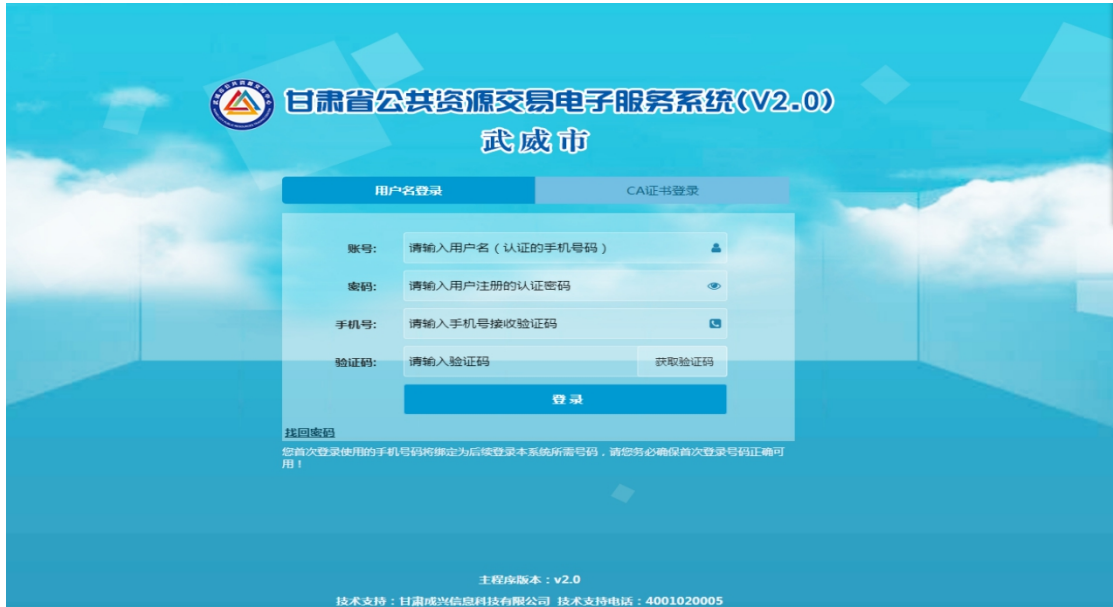 甘肃省公共资源交易电子服务系统(V2.0)
武威市
用户名登录 CA证书登录
账号: 请输入用户名（认证的手机号码）
密码: 请输入用户注册的认证密码
手机号: 请输入手机号接收验证码
验证码: 请输入验证码 获取验证码
登录
找回密码
您首次登录使用的手机号码将绑定为后续登录本系统所需号码，请您务必确保首次登录号码正确可
用！
主程序版本：v2.0
技术支持：甘肃成兴信息科技有限公司 技术支持电话：4001020005